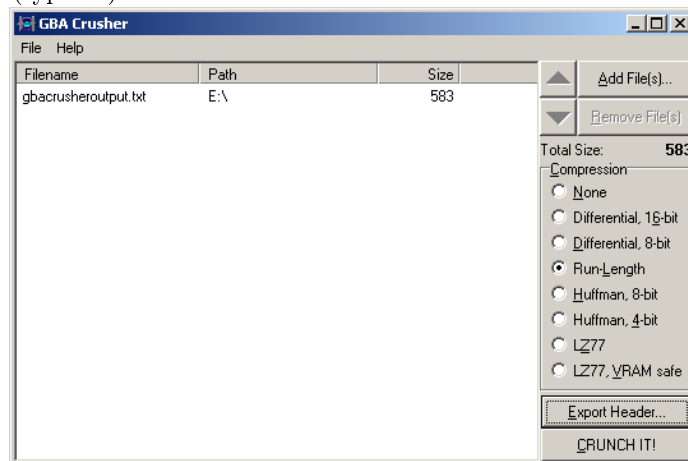 GBA Crusher
File Help
Filename Path Size
gbacrusheroutput.txt E:\ 583
Add File(s)...
Remove File(s)
Total Size: 583
Compression
None
Differential, 16-bit
Differential, 8-bit
Run-Length
Huffman, 8-bit
Huffman, 4-bit
LZ77
LZ77, VRAM safe
Export Header...
CRUNCH IT!